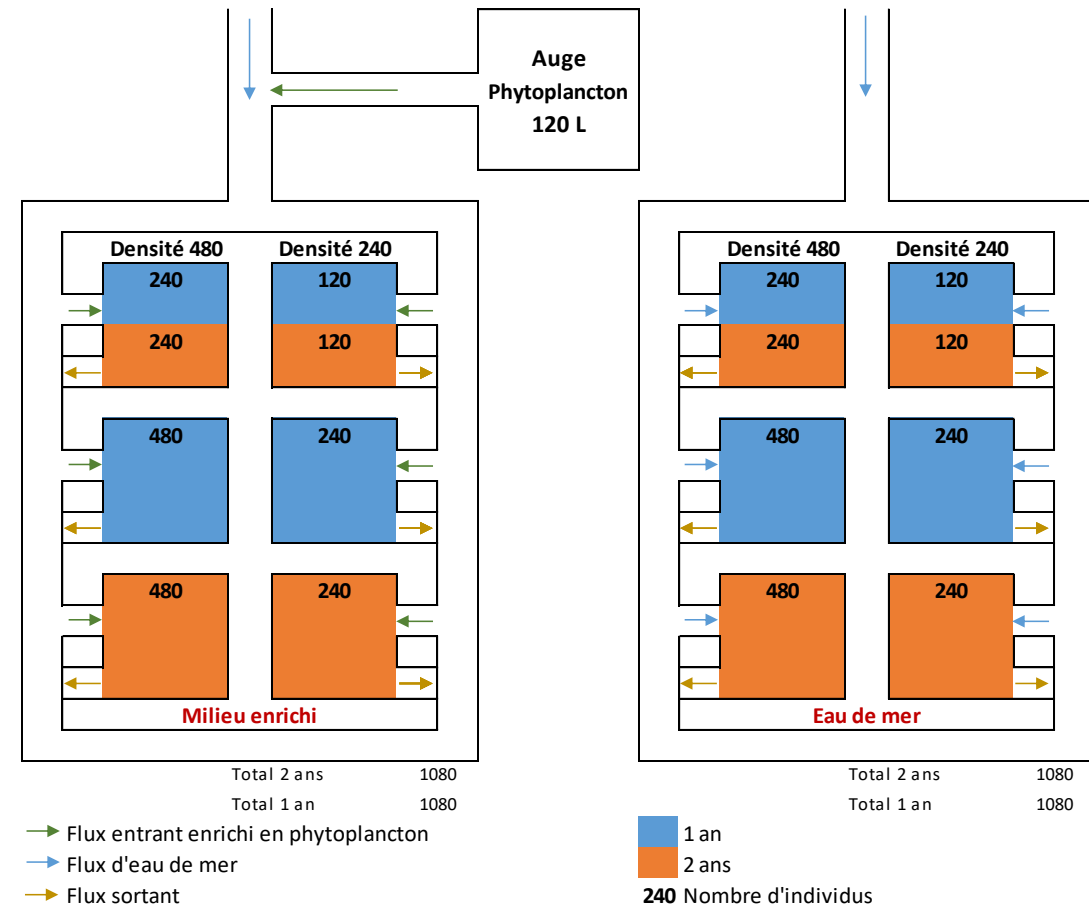 Auge
Phytoplancton
120 L
Densité 480
Densité 240
240
120
240
120
480
240
480
240
Milieu enrichi
Total 2 ans 1080
Total 1 an 1080
Densité 480
Densité 240
240
120
240
120
480
240
480
240
Eau de mer
Total 2 ans 1080
Total 1 an 1080
Flux entrant enrichi en phytoplancton
Flux d'eau de mer
Flux sortant
1 an
2 ans
240 Nombre d'individus